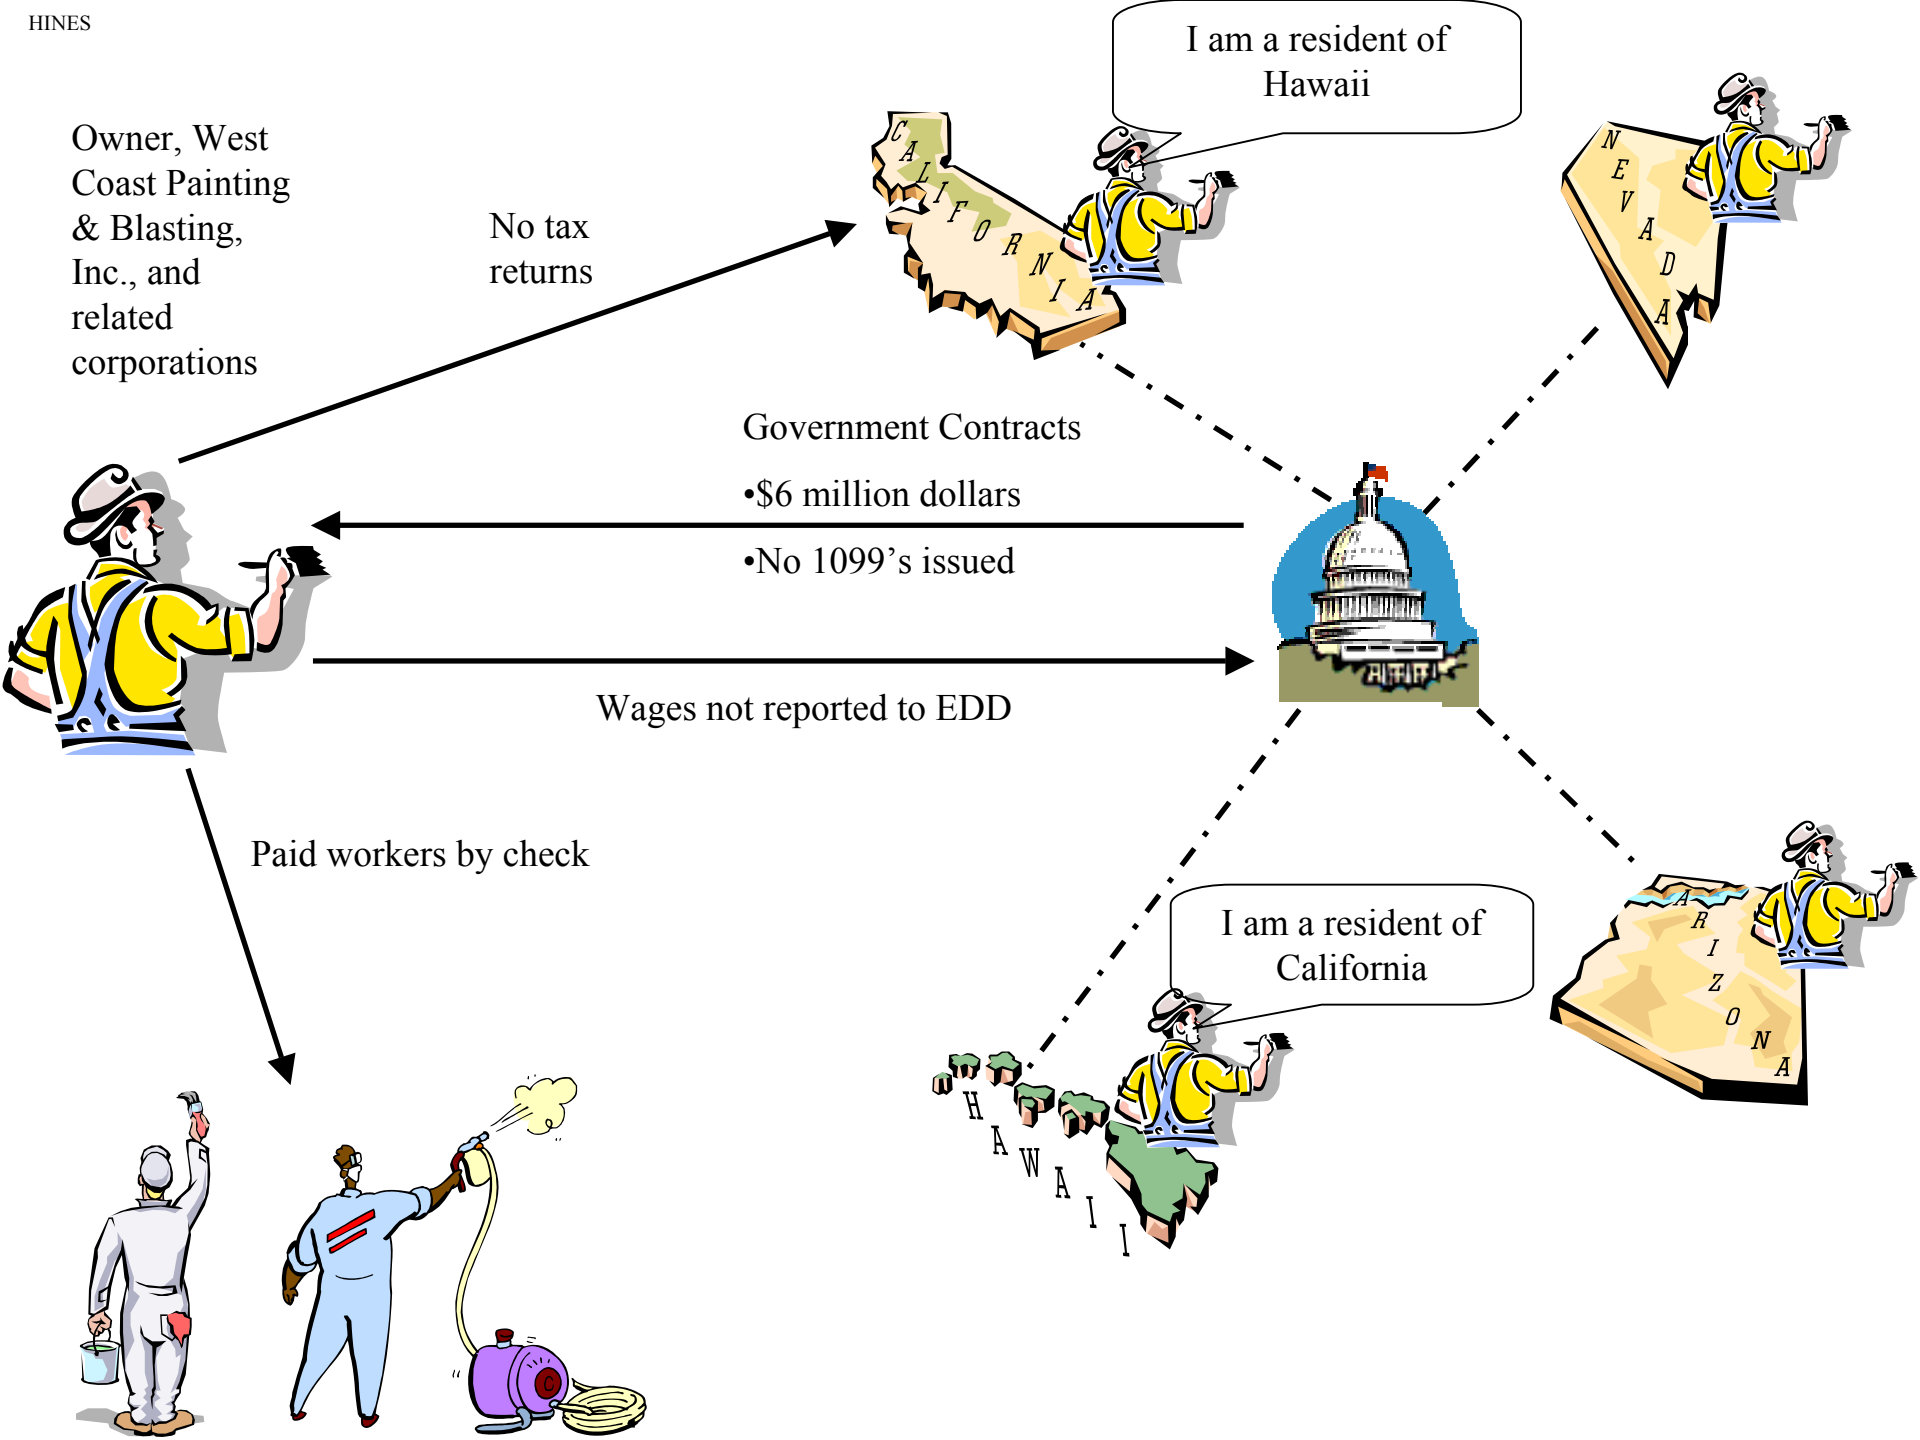 HINES
Owner, West
Coast Painting
& Blasting,
Inc., and
related
corporations
No tax
returns
I am a resident of
Hawaii
CALIFORNIA
NEVADA
Government Contracts
•$6 million dollars
•No 1099’s issued
Wages not reported to EDD
Paid workers by check
I am a resident of
California
HAWAII
ARIZONA